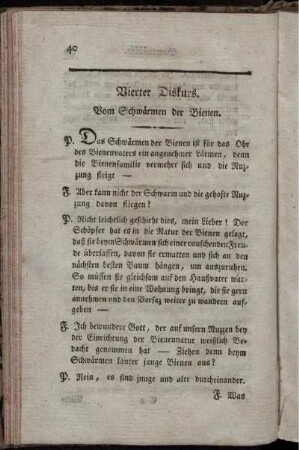 40
Vierter Diskurs.
Vom Schwärmen der Bienen.
P. Das Schwärmen der Bienen ist für das Ohr
des Bienenvaters ein angenehmer Lärmen, denn
die Bienenfamilie vermehrt sich und die Nu-
zung steigt —
F. Aber kann nicht der Schwarm und die gehofte Nuz-
zung davon fliegen?
P. Nicht leichtlich geschieht dies, mein Lieber! Der
Schöpfer hat es in die Natur der Bienen gelegt,
daß sie beym Schwärmen sich einer rauschenden Freu-
de überlassen, davon sie ermatten und sich an den
nächsten besten Baum hängen, um auszuruhen.
So müssen sie gleichsam auf den Hausvater war-
ten, bis er sie in eine Wohnung bringt, die sie gern
annehmen und den Vorsaz weiter zu wandern auf-
geben —
F. Ich bewundere Gott, der auf unsern Nuzen bey
der Einrichtung der Bienennatur weißlich Be-
dacht genommen hat — Ziehen denn beym
Schwärmen lauter junge Bienen aus?
P. Nein, es sind junge und alte durcheinander.
F. Was